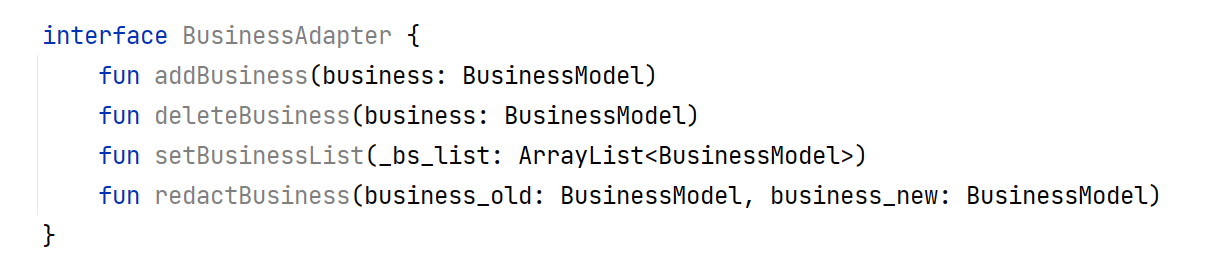 interface BusinessAdapter {
    fun addBusiness(business: BusinessModel)
    fun deleteBusiness(business: BusinessModel)
    fun setBusinessList(_bs_list: ArrayList<BusinessModel>)
    fun redactBusiness(business_old: BusinessModel, business_new: BusinessModel)
}